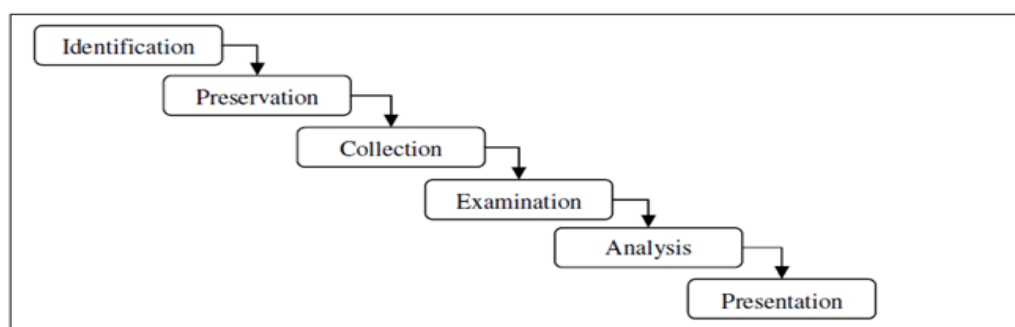 Identification
Preservation
Collection
Examination
Analysis
Presentation